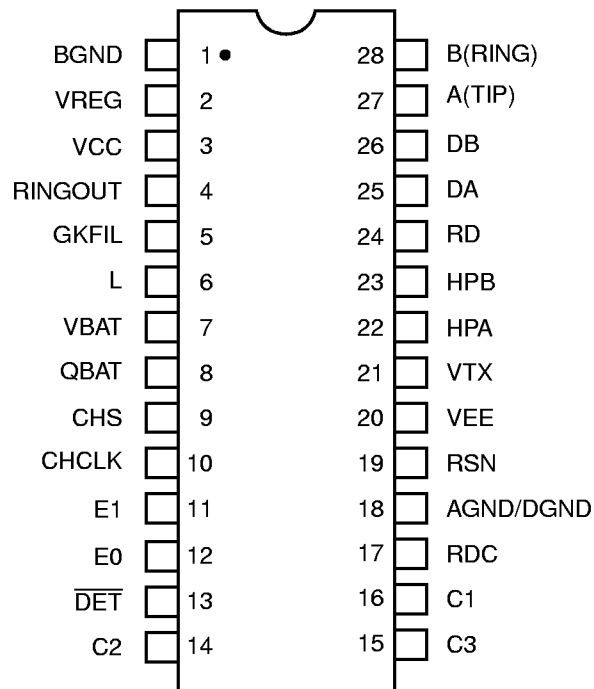 BGND 1 28 B(RING)
VREG 2 27 A(TIP)
VCC 3 26 DB
RINGOUT 4 25 DA
GKFIL 5 24 RD
L 6 23 HPB
VBAT 7 22 HPA
QBAT 8 21 VTX
CHS 9 20 VEE
CHCLK 10 19 RSN
E1 11 18 AGND/DGND
E0 12 17 RDC
D̅E̅T̅ 13 16 C1
C2 14 15 C3